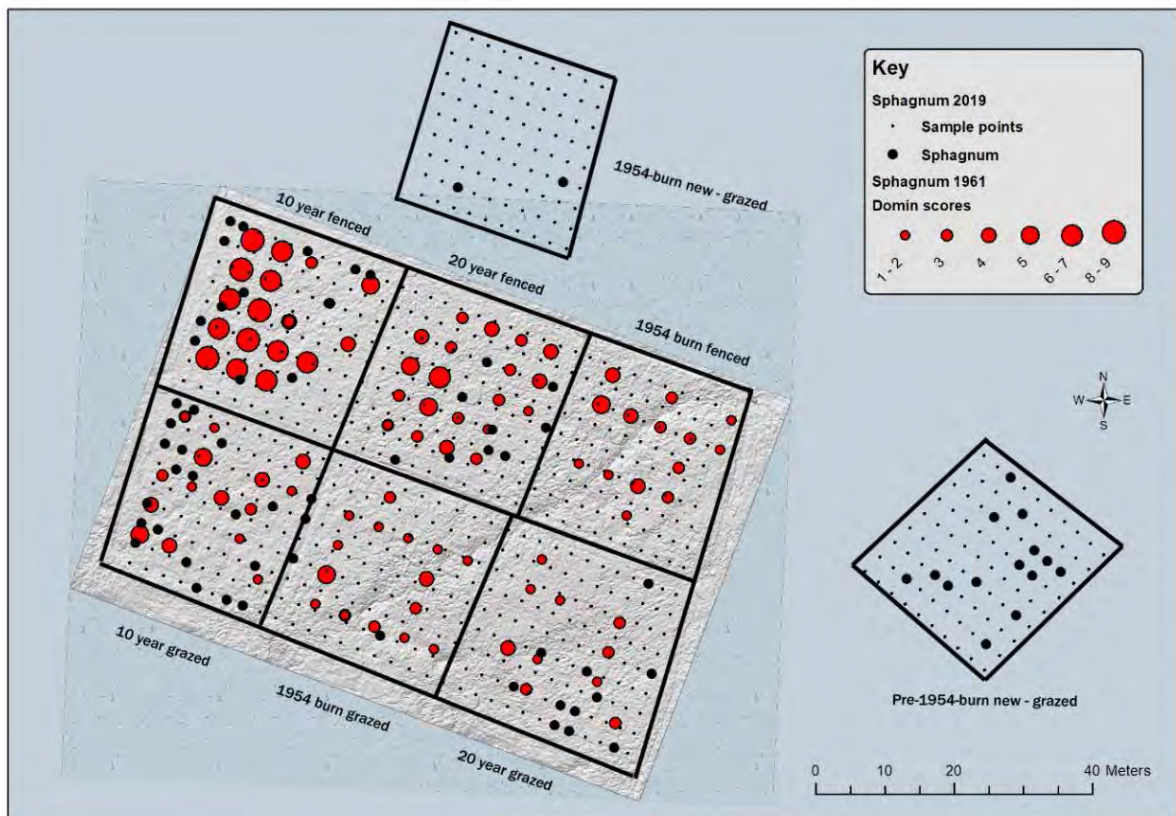 Key
Sphagnum 2019
Sample points
Sphagnum
Sphagnum 1961
Domin scores
1 - 2
3
4
5
6 - 7
8 - 9
1954-burn new - grazed
10 year fenced
20 year fenced
1954 burn fenced
N
W E
S
10 year grazed
1954 burn grazed
20 year grazed
Pre-1954-burn new - grazed
0 10 20 40 Meters